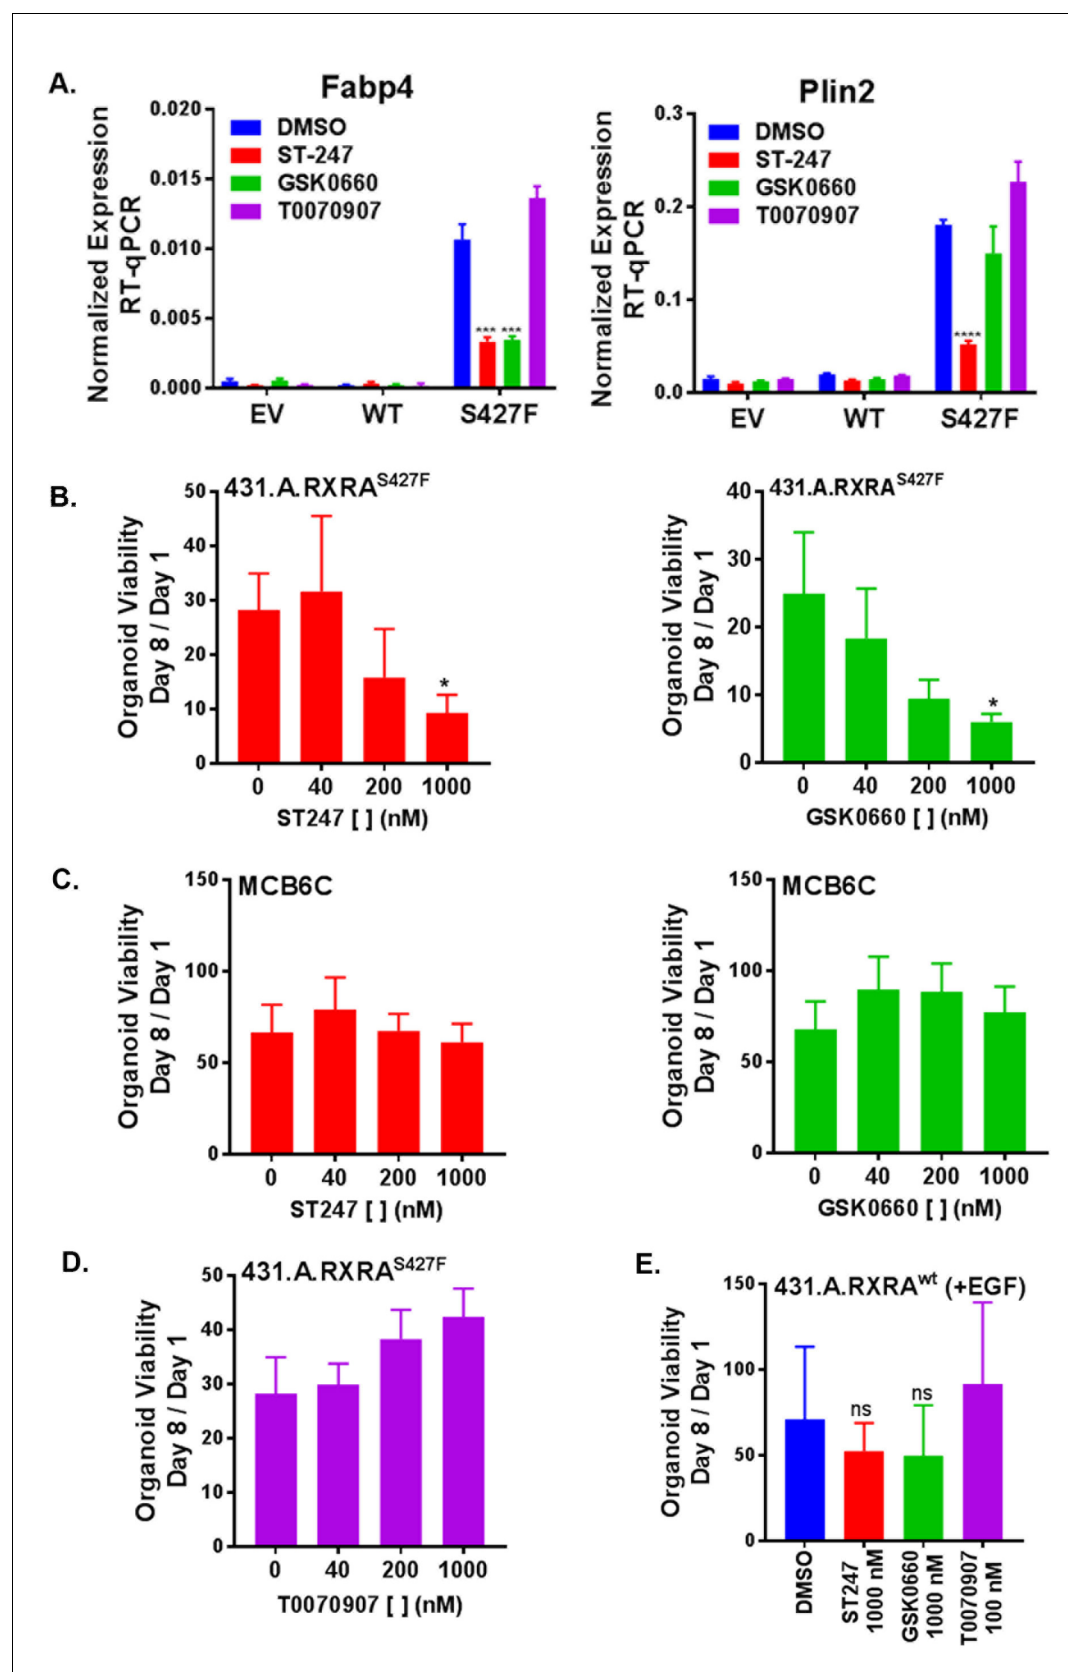 A.
Fabp4
Normalized Expression
RT-qPCR
0.020
0.015
0.010
0.005
0.000
DMSO
ST-247
GSK0660
T0070907
*** ***
EV WT S427F
Plin2
Normalized Expression
RT-qPCR
0.3
0.2
0.1
0.0
DMSO
ST-247
GSK0660
T0070907
****
EV WT S427F
B.
431.A.RXRA^S427F
Organoid Viability
Day 8 / Day 1
50
40
30
20
10
0
*
0 40 200 1000
ST247 [ ] (nM)
431.A.RXRA^S427F
Organoid Viability
Day 8 / Day 1
40
30
20
10
0
*
0 40 200 1000
GSK0660 [ ] (nM)
C.
MCB6C
Organoid Viability
Day 8 / Day 1
150
100
50
0
0 40 200 1000
ST247 [ ] (nM)
MCB6C
Organoid Viability
Day 8 / Day 1
150
100
50
0
0 40 200 1000
GSK0660 [ ] (nM)
D.
431.A.RXRA^S427F
Organoid Viability
Day 8 / Day 1
50
40
30
20
10
0
0 40 200 1000
T0070907 [ ] (nM)
E.
431.A.RXRA^wt (+EGF)
Organoid Viability
Day 8 / Day 1
150
100
50
0
ns
ns
DMSO
ST247
1000 nM
GSK0660
1000 nM
T0070907
100 nM